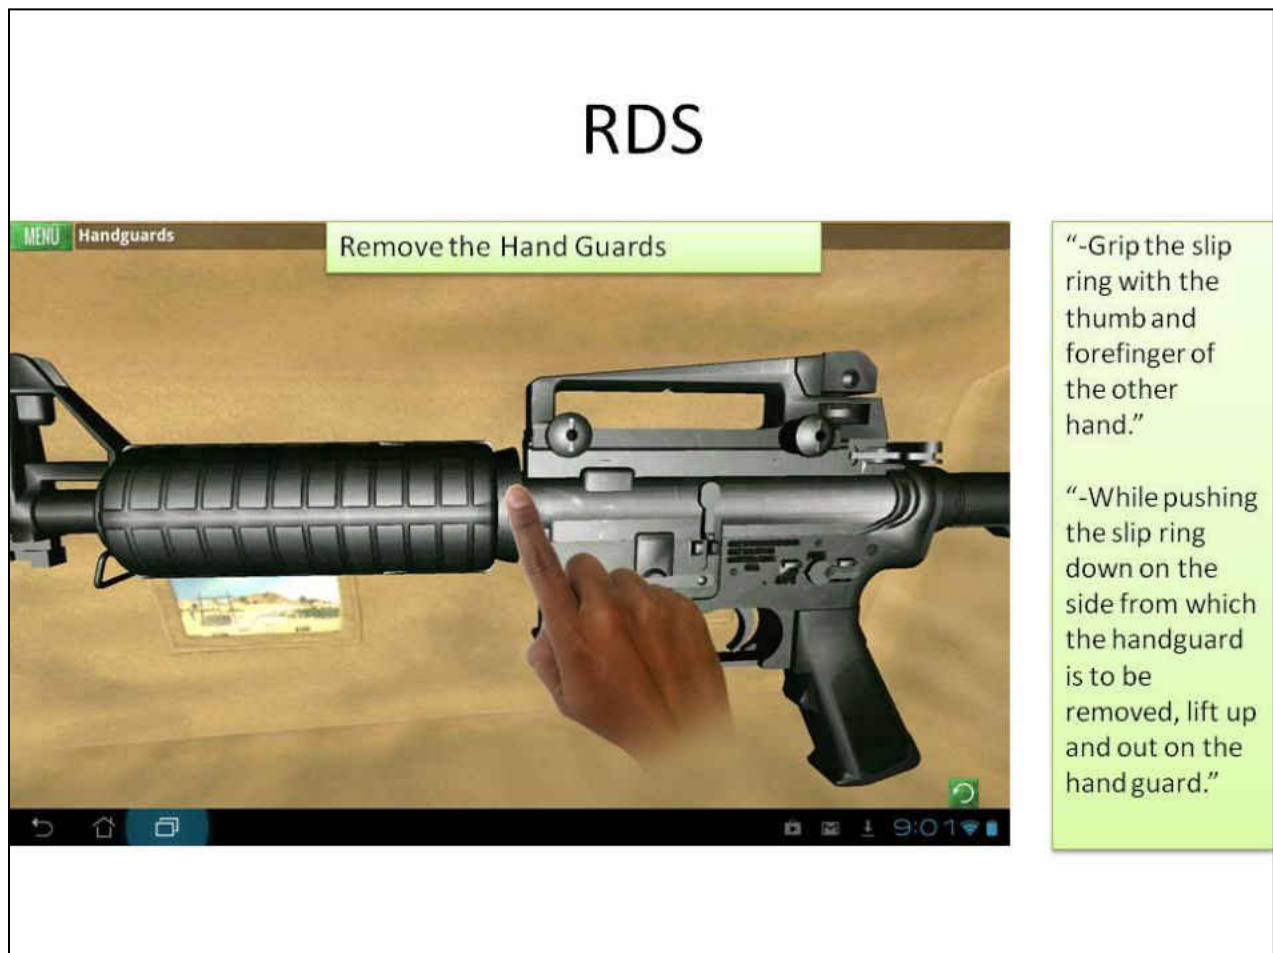 RDS
MENU Handguards
Remove the Hand Guards
“-Grip the slip
ring with the
thumb and
forefinger of
the other
hand.”
“-While pushing
the slip ring
down on the
side from which
the handguard
is to be
removed, lift up
and out on the
hand guard.”
9:01